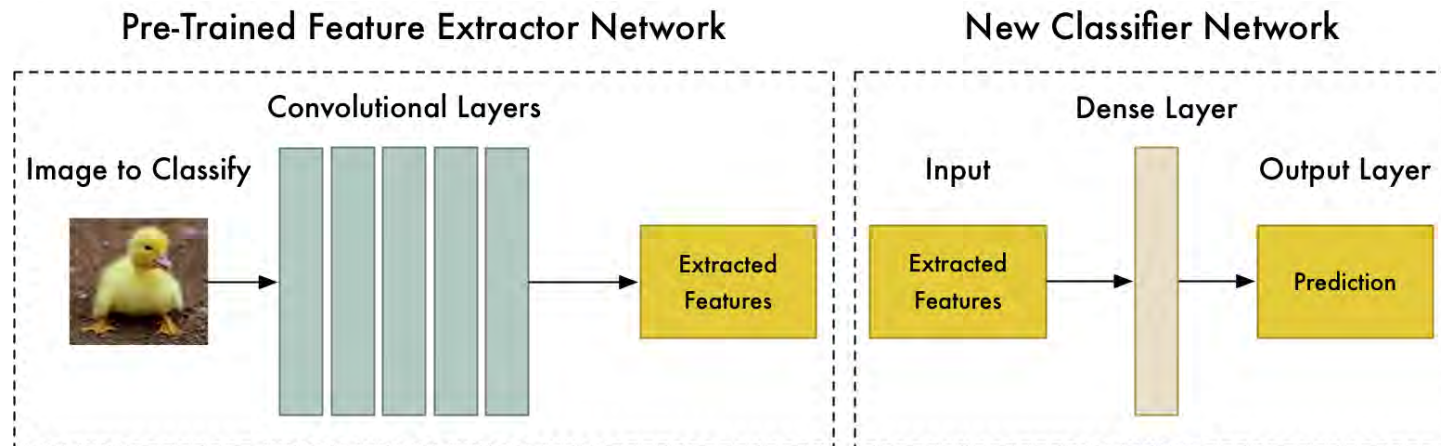 Pre-Trained Feature Extractor Network
New Classifier Network
Convolutional Layers
Image to Classify
Extracted
Features
Dense Layer
Input
Output Layer
Extracted
Features
Prediction